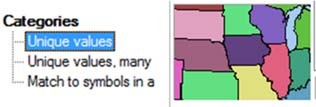 Categories
Unique values
Unique values, many
Match to symbols in a